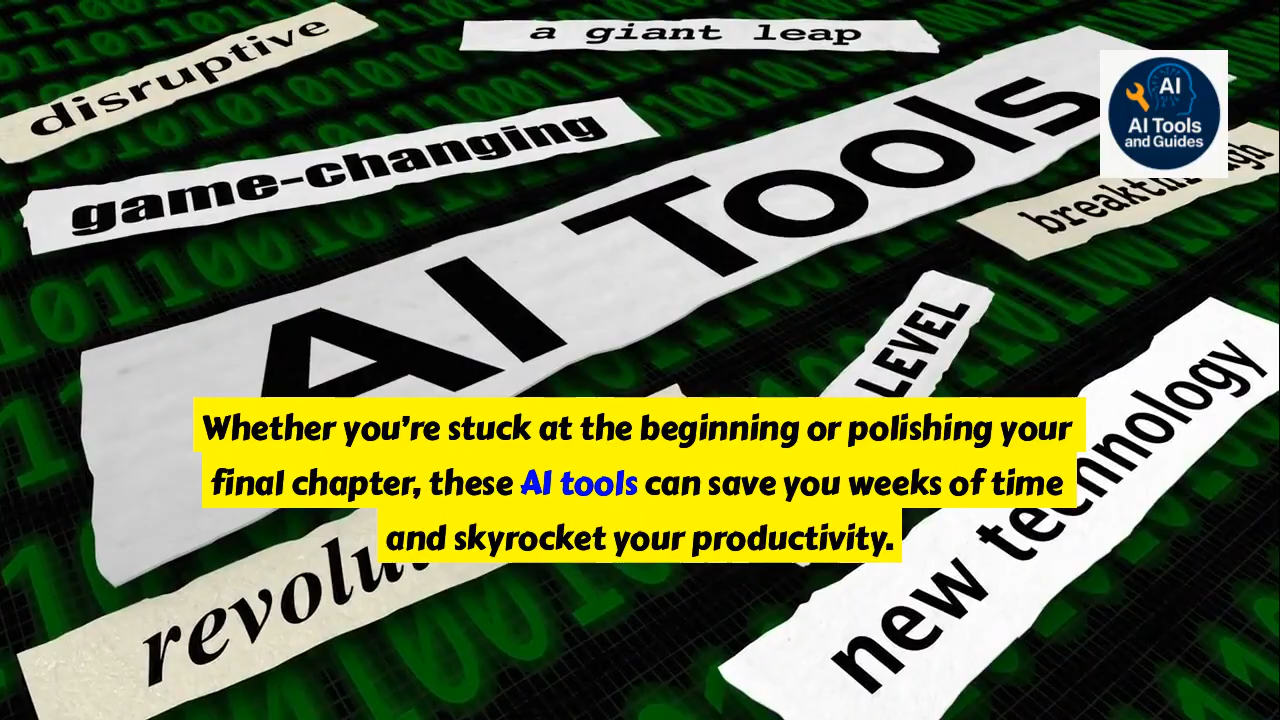 disruptive
a giant leap
game-changing
AI Tools
AI
AI Tools
and Guides
LEVEL
Whether you're stuck at the beginning or polishing your
final chapter, these AI tools can save you weeks of time
and skyrocket your productivity.
new technology